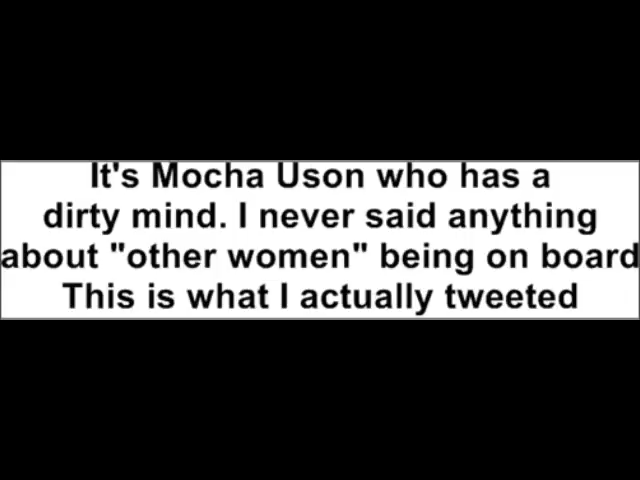 It's Mocha Uson who has a
dirty mind. I never said anything
about "other women" being on board
This is what I actually tweeted